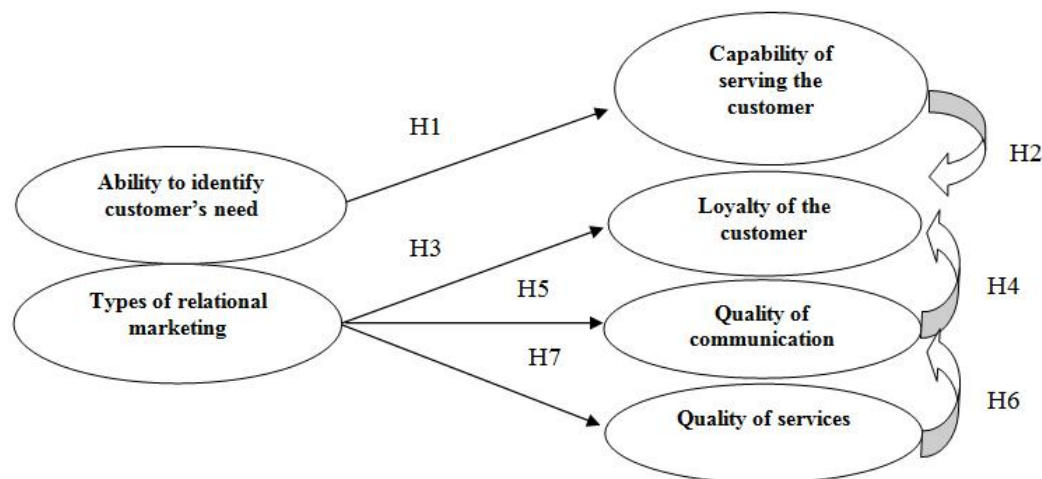 Capability of
serving the
customer
H1
H2
Ability to identify
customer's need
Loyalty of the
customer
H3
Types of relational
marketing
H5
H4
Quality of
communication
H7
Quality of services
H6